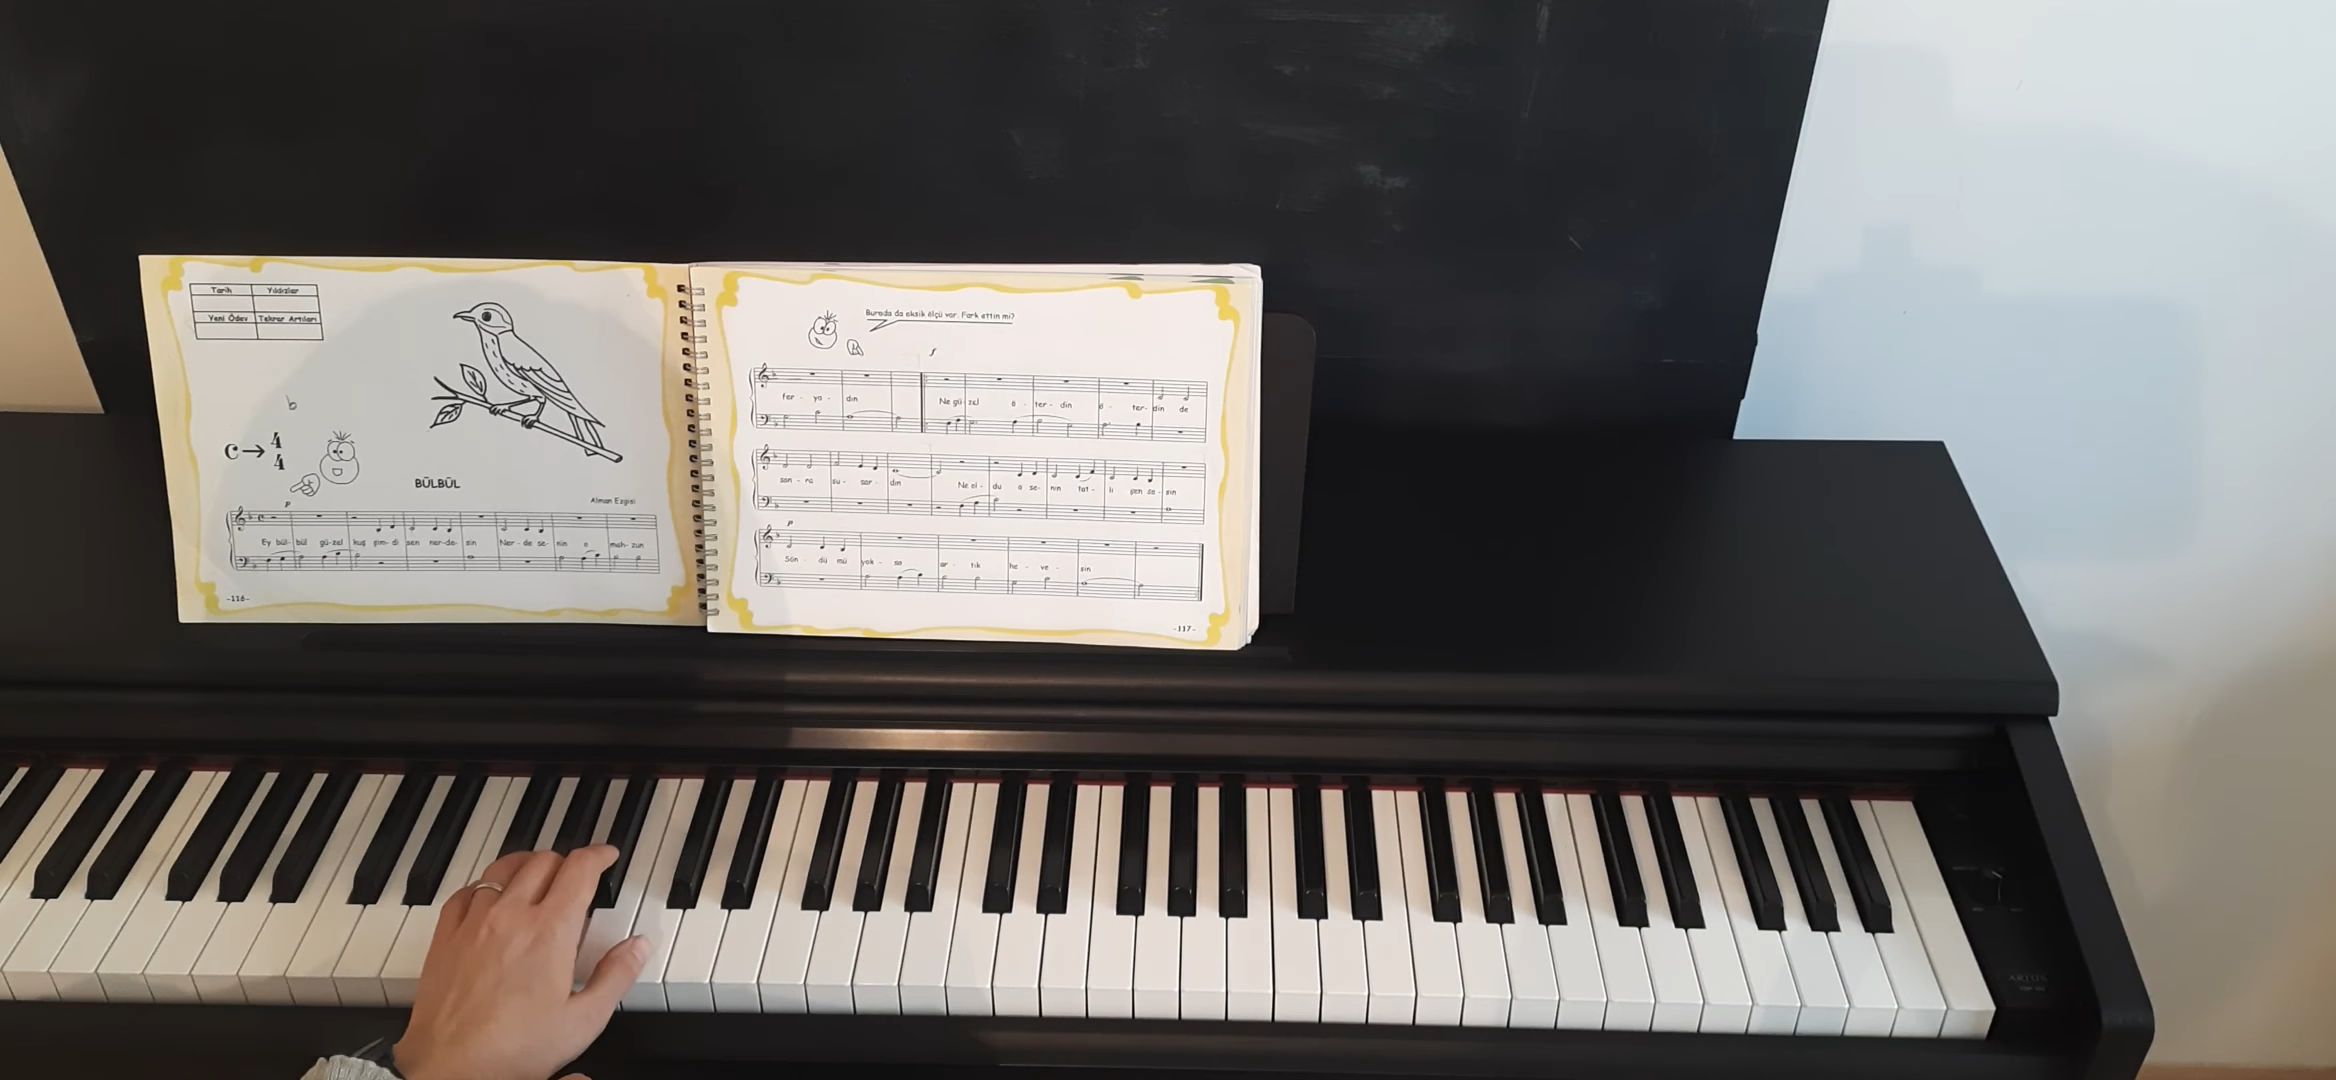 Tarih Yıldızlar
Yeni Ödev Tekrar Artıları
b
C→ 4
4
BÜLBÜL
Alman Ezgisi
p
Ey bül- bül gü-zel kuş şim- di sen ner-de- sin Ner - de se- nin o mah- zun
-116-
Burada da eksik ölçü var. Fark ettin mi?
f
fer - ya - dın Ne gü- zel ö - ter - din ö - ter- din de
son - ra su - sar - dın Ne ol - du o se- nin tat - lı şen se - sin
p
Sön - dü mü yok - sa ar - tık he - ve - sin
-117-